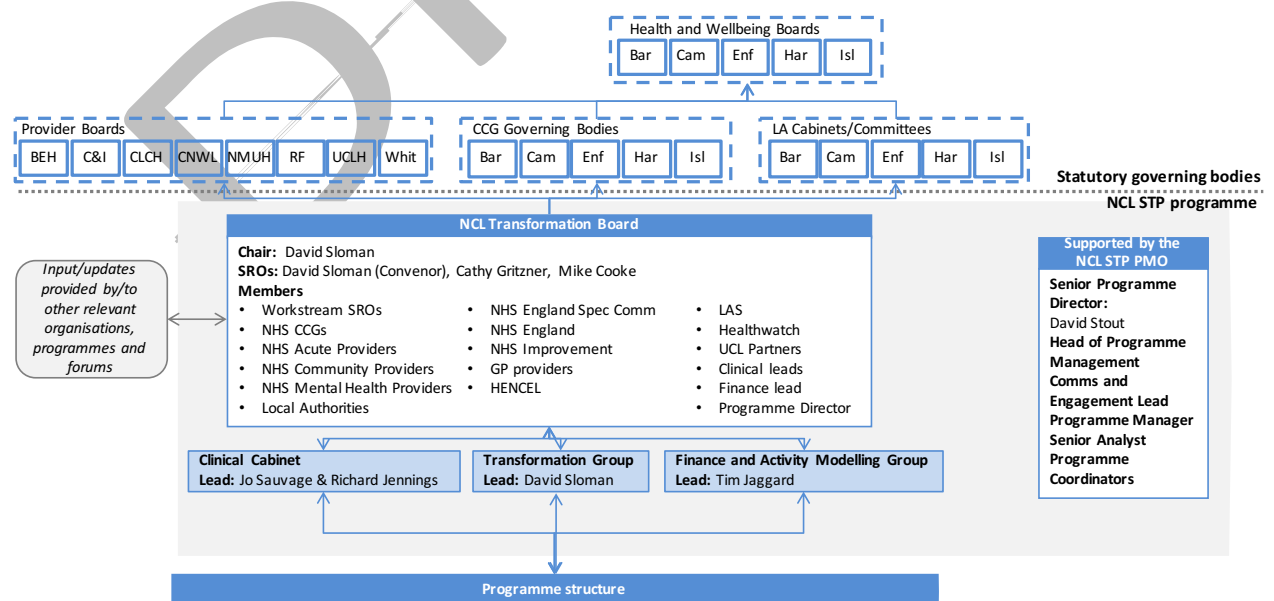 Health and Wellbeing Boards
Bar Cam Enf Har Isl
Provider Boards
BEH C&I CLCH CNWL NMUH RF UCLH Whit
CCG Governing Bodies
Bar Cam Enf Har Isl
LA Cabinets/Committees
Bar Cam Enf Har Isl
Statutory governing bodies
NCL STP programme
NCL Transformation Board
Chair: David Sloman
SROs: David Sloman (Convenor), Cathy Gritzner, Mike Cooke
Members
• Workstream SROs
• NHS CCGs
• NHS Acute Providers
• NHS Community Providers
• NHS Mental Health Providers
• Local Authorities
• NHS England Spec Comm
• NHS England
• NHS Improvement
• GP providers
• HENCEL
• LAS
• Healthwatch
• UCL Partners
• Clinical leads
• Finance lead
• Programme Director
Input/updates
provided by/to
other relevant
organisations,
programmes and
forums
Supported by the
NCL STP PMO
Senior Programme
Director:
David Stout
Head of Programme
Management
Comms and
Engagement Lead
Programme Manager
Senior Analyst
Programme
Coordinators
Clinical Cabinet
Lead: Jo Sauvage & Richard Jennings
Transformation Group
Lead: David Sloman
Finance and Activity Modelling Group
Lead: Tim Jaggard
Programme structure